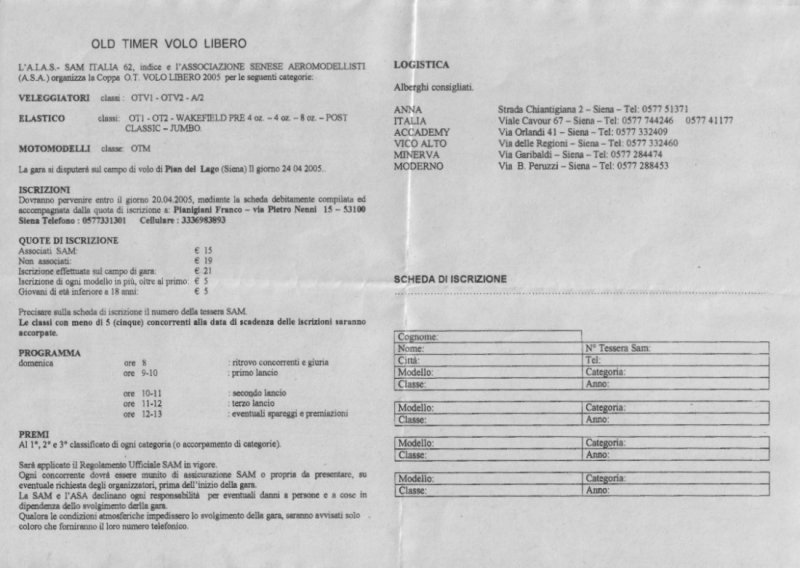 OLD TIMER VOLO LIBERO
L'A.I.A.S.- SAM ITALIA 62, indice e l'ASSOCIAZIONE SENESE AEROMODELLISTI
(A.S.A.) organizza la Coppa O.T. VOLO LIBERO 2005 per le seguenti categorie:
VELEGGIATORI classi : OTV1 - OTV2 - A/2
ELASTICO classi: OT1 - OT2 - WAKEFIELD PRE 4 oz. – 4 oz. – 8 oz. – POST
CLASSIC – JUMBO.
MOTOMODELLI classe: OTM
La gara si disputerà sul campo di volo di Pian del Lago (Siena) Il giorno 24 04 2005..
ISCRIZIONI
Dovranno pervenire entro il giorno 20.04.2005, mediante la scheda debitamente compilata ed
accompagnata dalla quota di iscrizione a: Pianigiani Franco – via Pietro Nenni 15 – 53100
Siena Telefono : 0577331301 Cellulare : 3336983893
QUOTE DI ISCRIZIONE
Associati SAM: € 15
Non associati: € 19
Iscrizione effettuata sul campo di gara: € 21
Iscrizione di ogni modello in più, oltre al primo: € 5
Giovani di età inferiore a 18 anni: € 5
Precisare sulla scheda di iscrizione il numero della tessera SAM.
Le classi con meno di 5 (cinque) concorrenti alla data di scadenza delle iscrizioni saranno
accorpate.
PROGRAMMA
domenica ore 8 : ritrovo concorrenti e giuria
ore 9-10 : primo lancio
ore 10-11 : secondo lancio
ore 11-12 : terzo lancio
ore 12-13 : eventuali spareggi e premiazioni
PREMI
Al 1°, 2° e 3° classificato di ogni categoria (o accorpamento di categorie).
Sarà applicato il Regolamento Ufficiale SAM in vigore.
Ogni concorrente dovrà essere munito di assicurazione SAM o propria da presentare, su
eventuale richiesta degli organizzatori, prima dell'inizio della gara.
La SAM e l'ASA declinano ogni responsabilità per eventuali danni a persone e a cose in
dipendenza dello svolgimento derlla gara.
Qualora le condizioni atmosferiche impedissero lo svolgimento della gara, saranno avvisati solo
coloro che forniranno il loro numero telefonico.
LOGISTICA
Alberghi consigliati.
ANNA Strada Chiantigiana 2 – Siena – Tel: 0577 51371
ITALIA Viale Cavour 67 – Siena – Tel: 0577 744246 0577 41177
ACCADEMY Via Orlandi 41 – Siena – Tel: 0577 332409
VICO ALTO Via delle Regioni – Siena – Tel: 0577 332460
MINERVA Via Garibaldi – Siena – Tel: 0577 284474
MODERNO Via B. Peruzzi – Siena – Tel: 0577 288453
SCHEDA DI ISCRIZIONE
Cognome:
Nome: N° Tessera Sam:
Città: Tel:
Modello: Categoria:
Classe: Anno:
Modello: Categoria:
Classe: Anno:
Modello: Categoria:
Classe: Anno:
Modello: Categoria:
Classe: Anno: